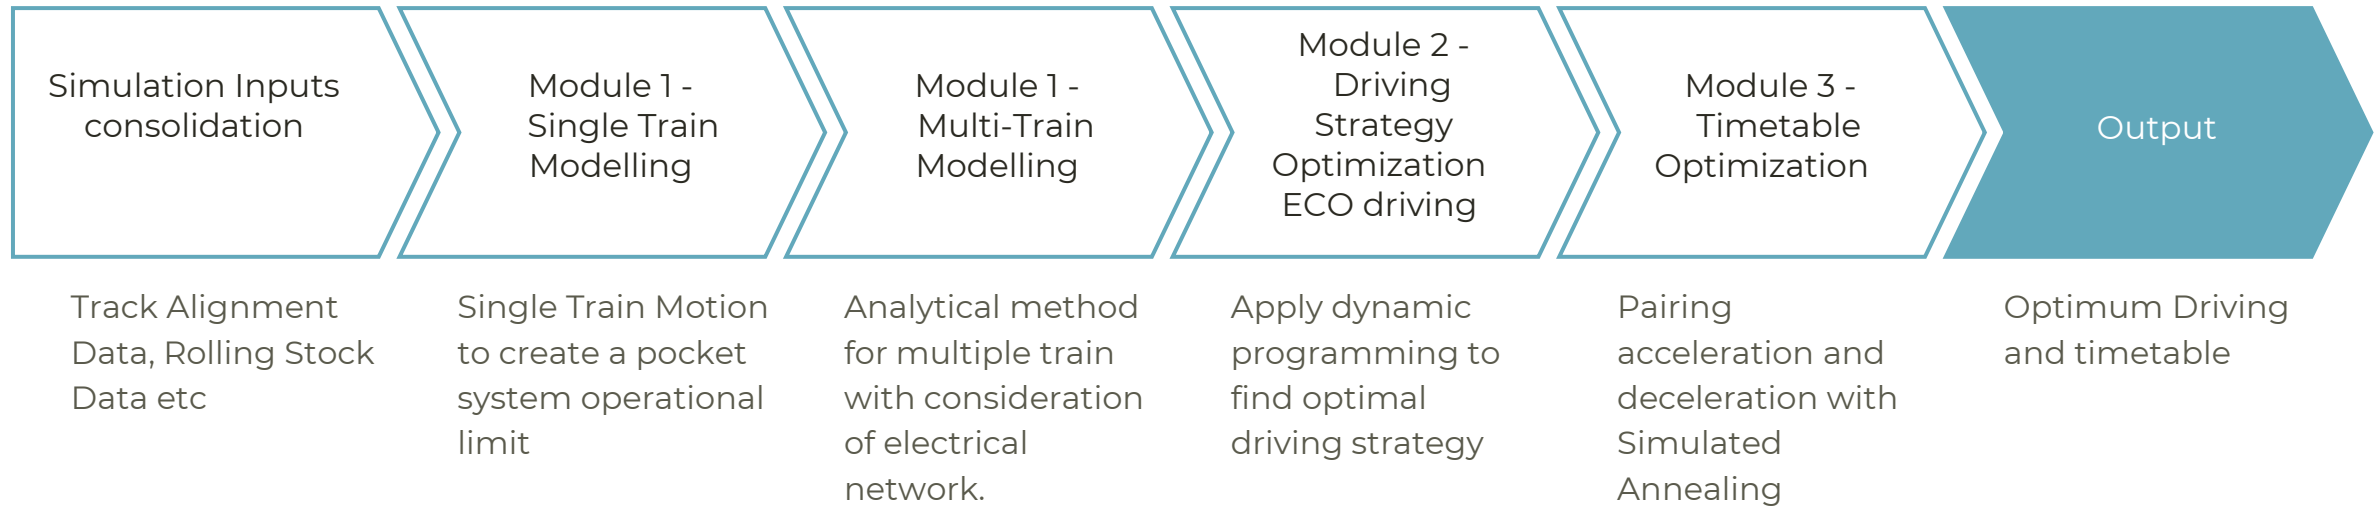 Simulation Inputs
consolidation
Module 1 -
Single Train
Modelling
Module 1 -
Multi-Train
Modelling
Module 2 -
Driving
Strategy
Optimization
ECO driving
Module 3 -
Timetable
Optimization
Output
Track Alignment
Data, Rolling Stock
Data etc
Single Train Motion
to create a pocket
system operational
limit
Analytical method
for multiple train
with consideration
of electrical
network.
Apply dynamic
programming to
find optimal
driving strategy
Pairing
acceleration and
deceleration with
Simulated
Annealing
Optimum Driving
and timetable